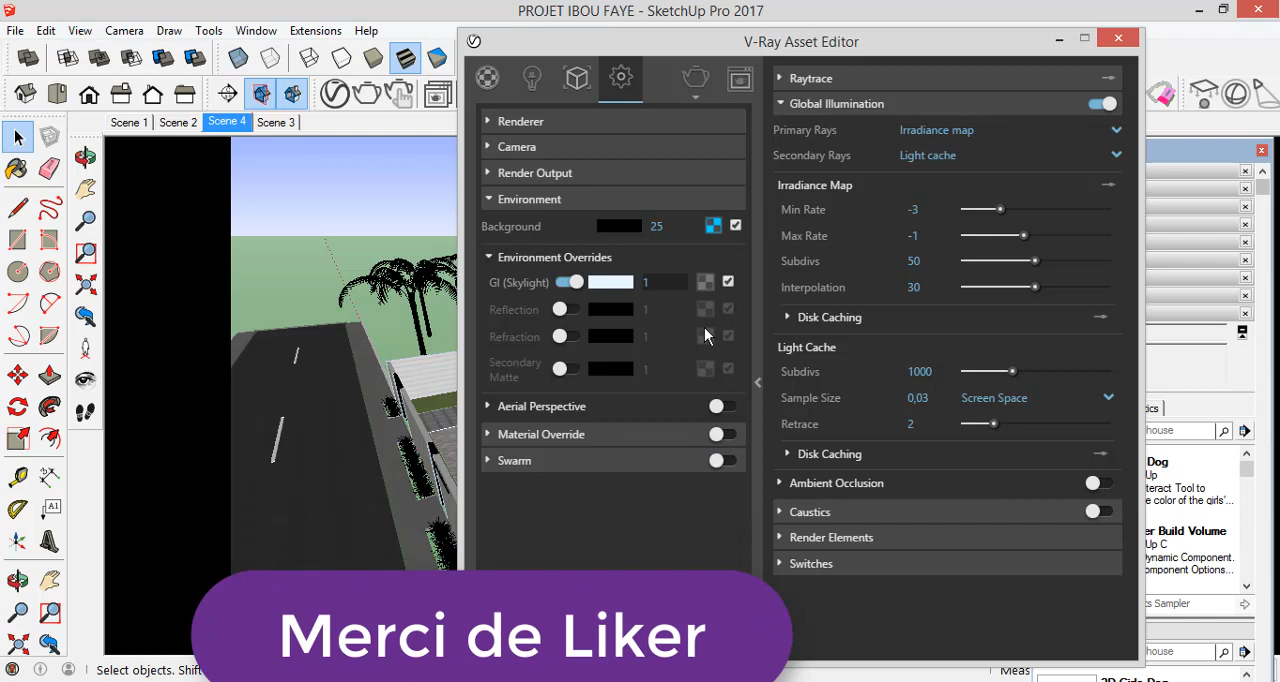 PROJET IBOU FAYE - SketchUp Pro 2017
File Edit View Camera Draw Tools Window Extensions Help
Scene 1 Scene 2 Scene 4 Scene 3
V-Ray Asset Editor
Renderer
Camera
Render Output
Environment
Background 25
Environment Overrides
GI (Skylight) 1
Reflection 1
Refraction 1
Secondary Matte 1
Aerial Perspective
Material Override
Swarm
Raytrace
Global Illumination
Primary Rays Irradiance map
Secondary Rays Light cache
Irradiance Map
Min Rate -3
Max Rate -1
Subdivs 50
Interpolation 30
Disk Caching
Light Cache
Subdivs 1000
Sample Size 0,03 Screen Space
Retrace 2
Disk Caching
Ambient Occlusion
Caustics
Render Elements
Switches
A1
ics
house
Dog
Up
teract Tool to
e color of the girls'
er Build Volume
Up C
ynamic Component.
omponent Options...
s Sampler
house
Merci de Liker
Select objects. Shift
Meas